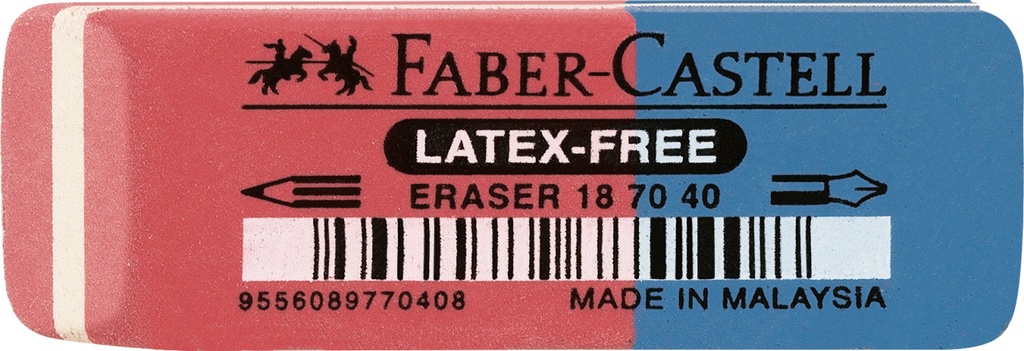 FABER-CASTELL
LATEX-FREE
ERASER 18 70 40
9556089770408 MADE IN MALAYSIA